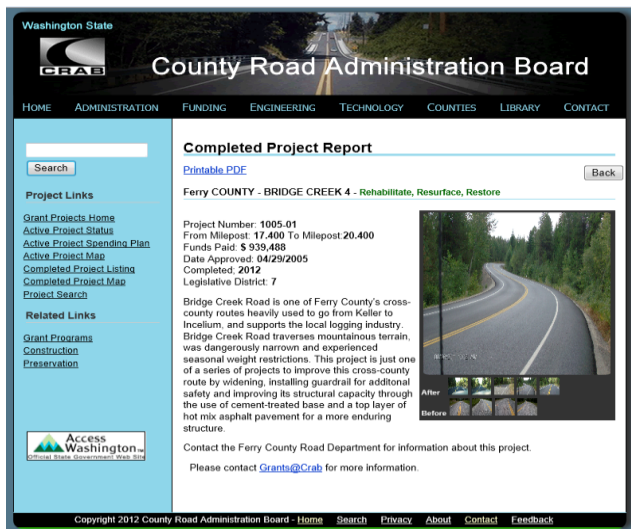 Washington State
CRAB
County Road Administration Board
HOME ADMINISTRATION FUNDING ENGINEERING TECHNOLOGY COUNTIES LIBRARY CONTACT
Search
Project Links
Grant Projects Home
Active Project Status
Active Project Spending Plan
Active Project Map
Completed Project Listing
Completed Project Map
Project Search
Related Links
Grant Programs
Construction
Preservation
Access
Washington
Official State Government Web Site
Completed Project Report
Printable PDF
Back
Ferry COUNTY - BRIDGE CREEK 4 - Rehabilitate, Resurface, Restore
Project Number: 1005-01
From Milepost: 17.400 To Milepost:20.400
Funds Paid: $ 939,488
Date Approved: 04/29/2005
Completed; 2012
Legislative District: 7
Bridge Creek Road is one of Ferry County's cross-
county routes heavily used to go from Keller to
Incelium, and supports the local logging industry.
Bridge Creek Road traverses mountainous terrain,
was dangerously narrow and experienced
seasonal weight restrictions. This project is just one
of a series of projects to improve this cross-county
route by widening, installing guardrail for additonal
safety and improving its structural capacity through
the use of cement-treated base and a top layer of
hot mix asphalt pavement for a more enduring
structure.
After
Before
Contact the Ferry County Road Department for information about this project.
Please contact Grants@Crab for more information.
Copyright 2012 County Road Administration Board - Home Search Privacy About Contact Feedback